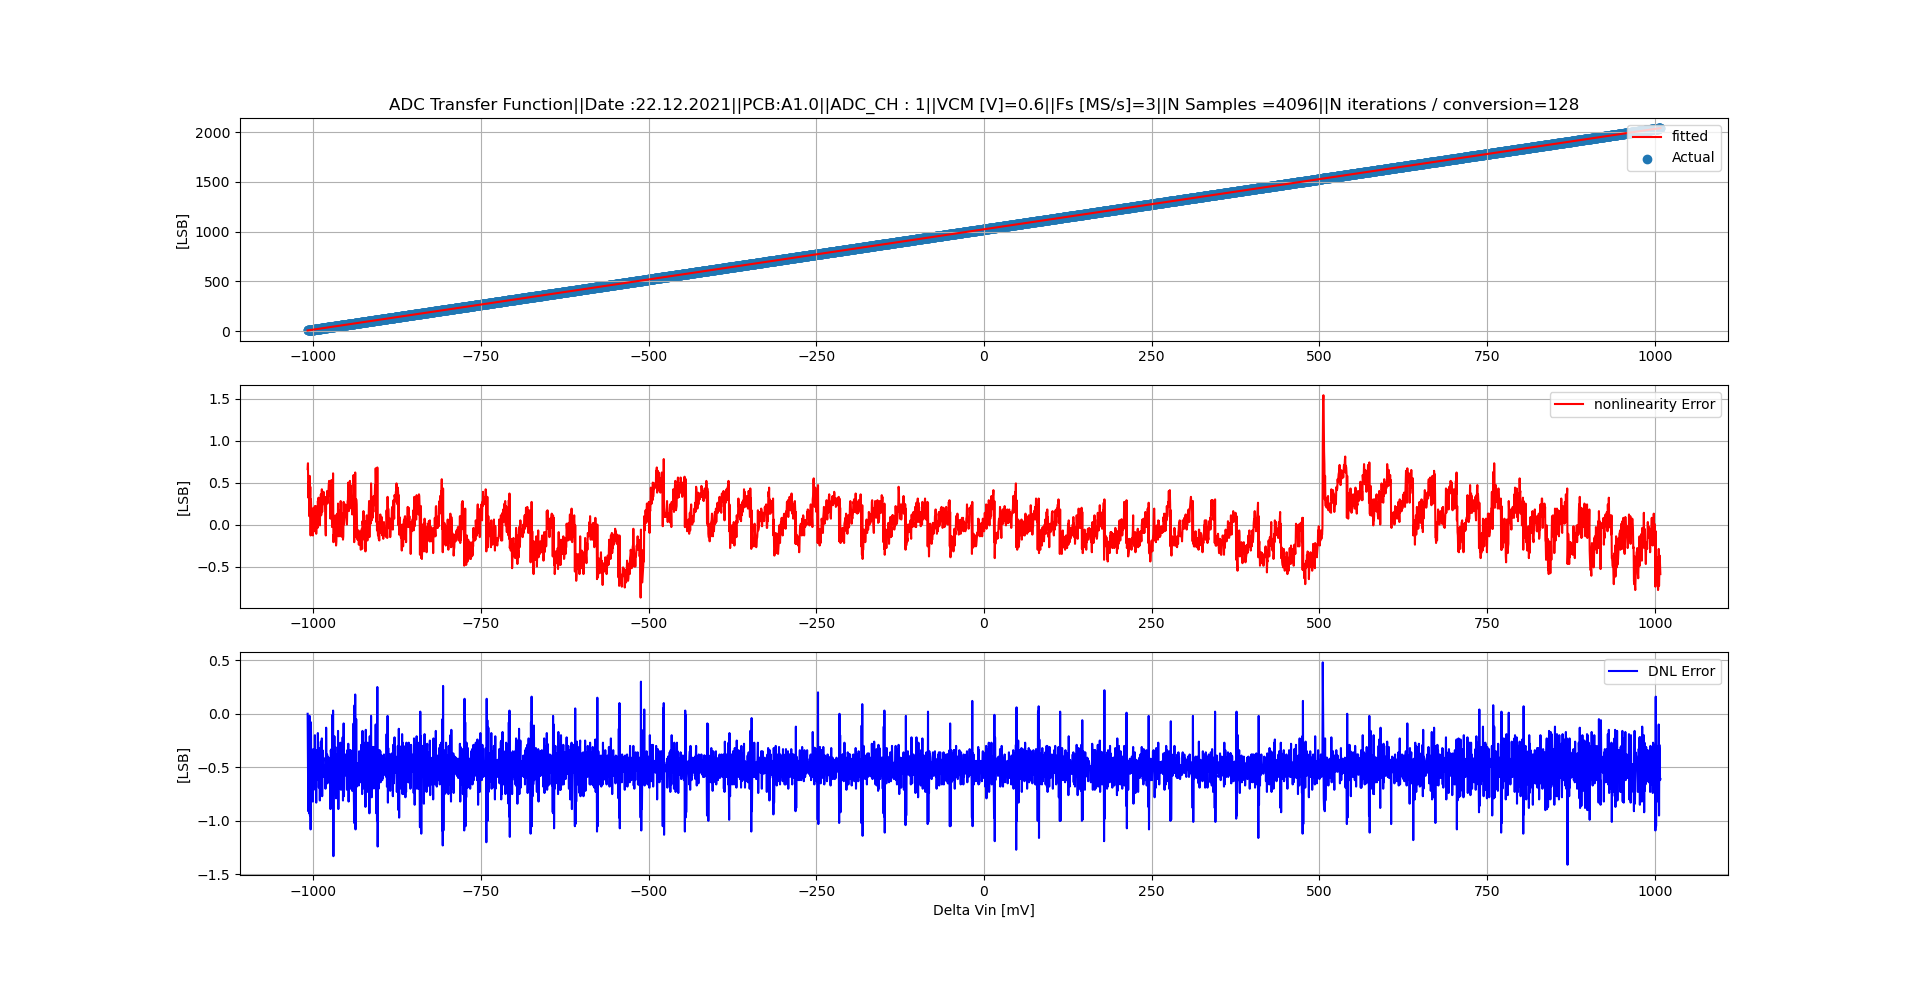 ADC Transfer Function||Date :22.12.2021||PCB:A1.0||ADC_CH : 1||VCM [V]=0.6||Fs [MS/s]=3||N Samples =4096||N iterations / conversion=128
2000
1500
1000
500
0
[LSB]
fitted
Actual
−1000 −750 −500 −250 0 250 500 750 1000
1.5
1.0
0.5
0.0
−0.5
[LSB]
nonlinearity Error
−1000 −750 −500 −250 0 250 500 750 1000
0.5
0.0
−0.5
−1.0
−1.5
[LSB]
DNL Error
−1000 −750 −500 −250 0 250 500 750 1000
Delta Vin [mV]